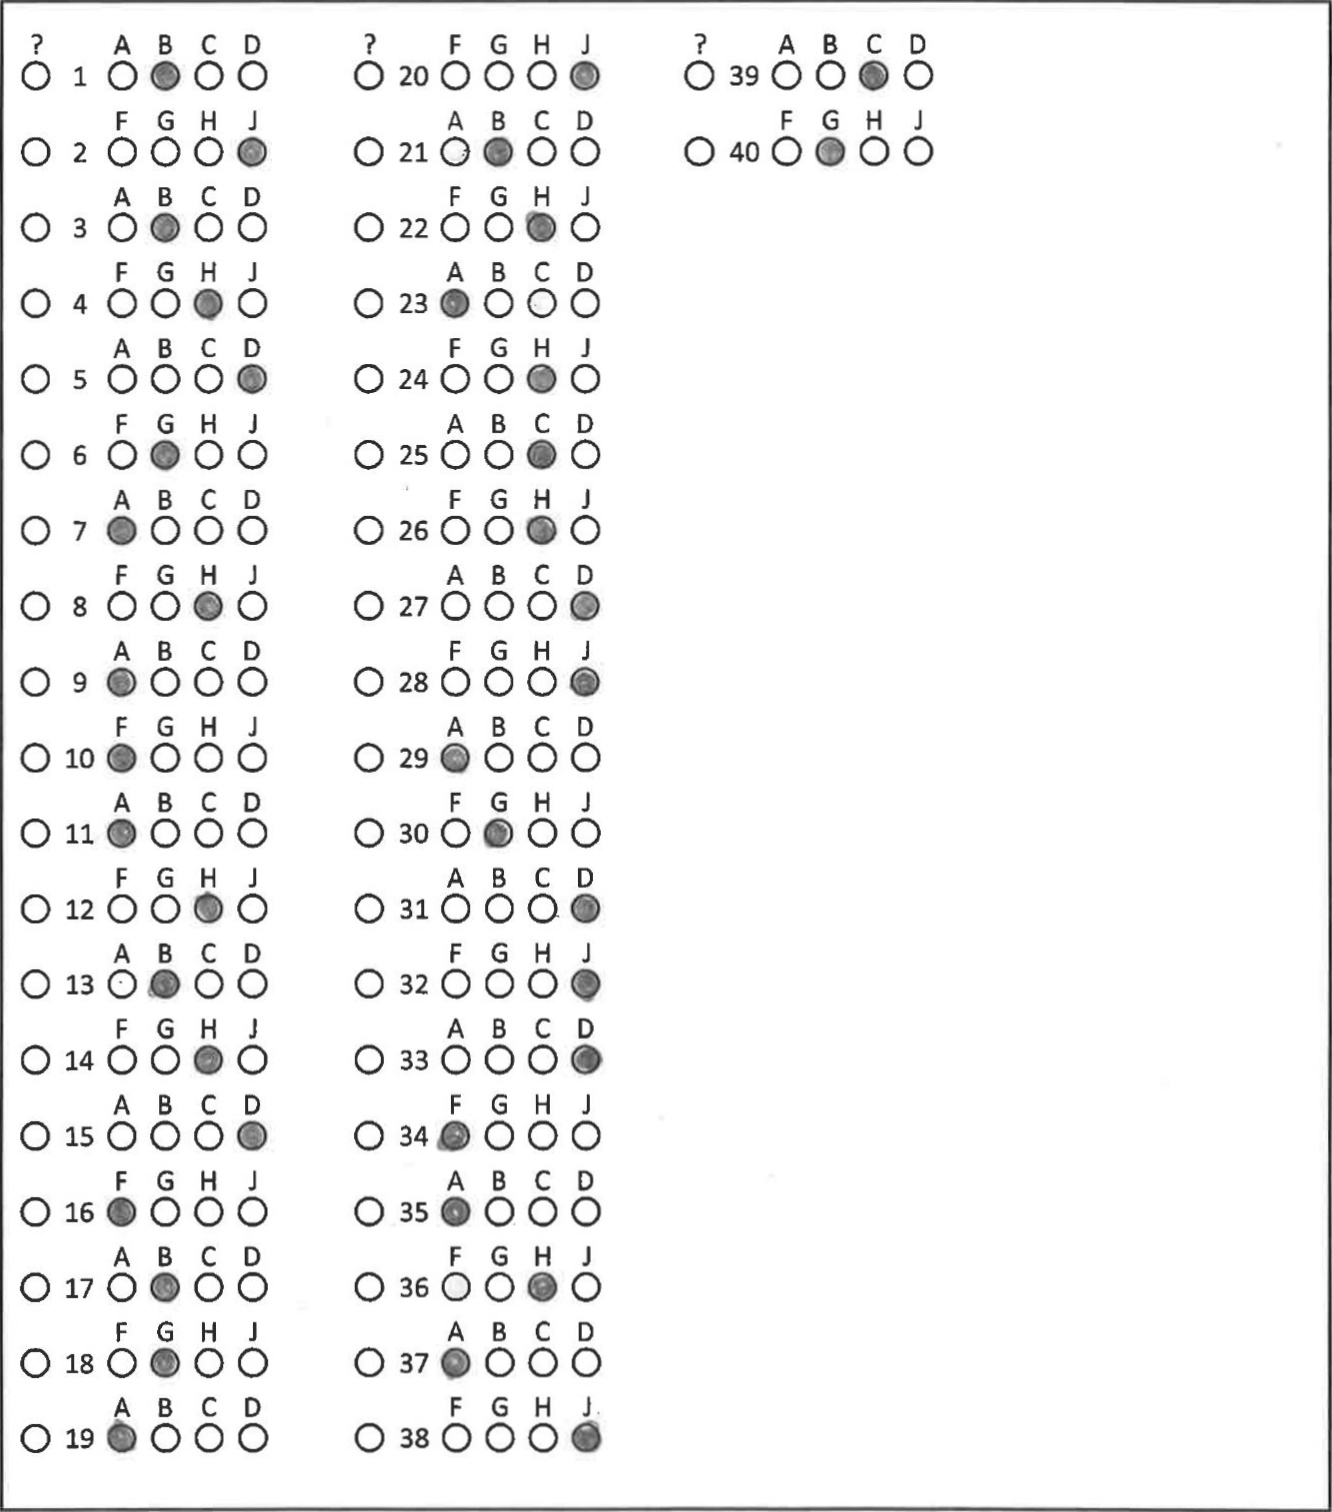 ? A B C D
1
F G H J
2
A B C D
3
F G H J
4
A B C D
5
F G H J
6
A B C D
7
F G H J
8
A B C D
9
F G H J
10
A B C D
11
F G H J
12
A B C D
13
F G H J
14
A B C D
15
F G H J
16
A B C D
17
F G H J
18
A B C D
19
? F G H J
20
A B C D
21
F G H J
22
A B C D
23
F G H J
24
A B C D
25
F G H J
26
A B C D
27
F G H J
28
A B C D
29
F G H J
30
A B C D
31
F G H J
32
A B C D
33
F G H J
34
A B C D
35
F G H J
36
A B C D
37
F G H J
38
? A B C D
39
F G H J
40